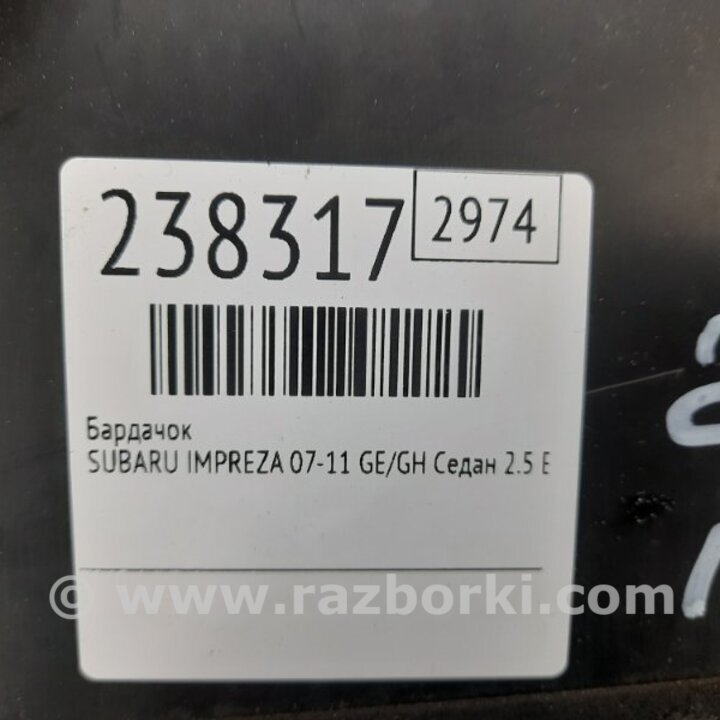 238317
2974
Бардачок
SUBARU IMPREZA 07-11 GE/GH Седан 2.5 E
© www.razborki.com